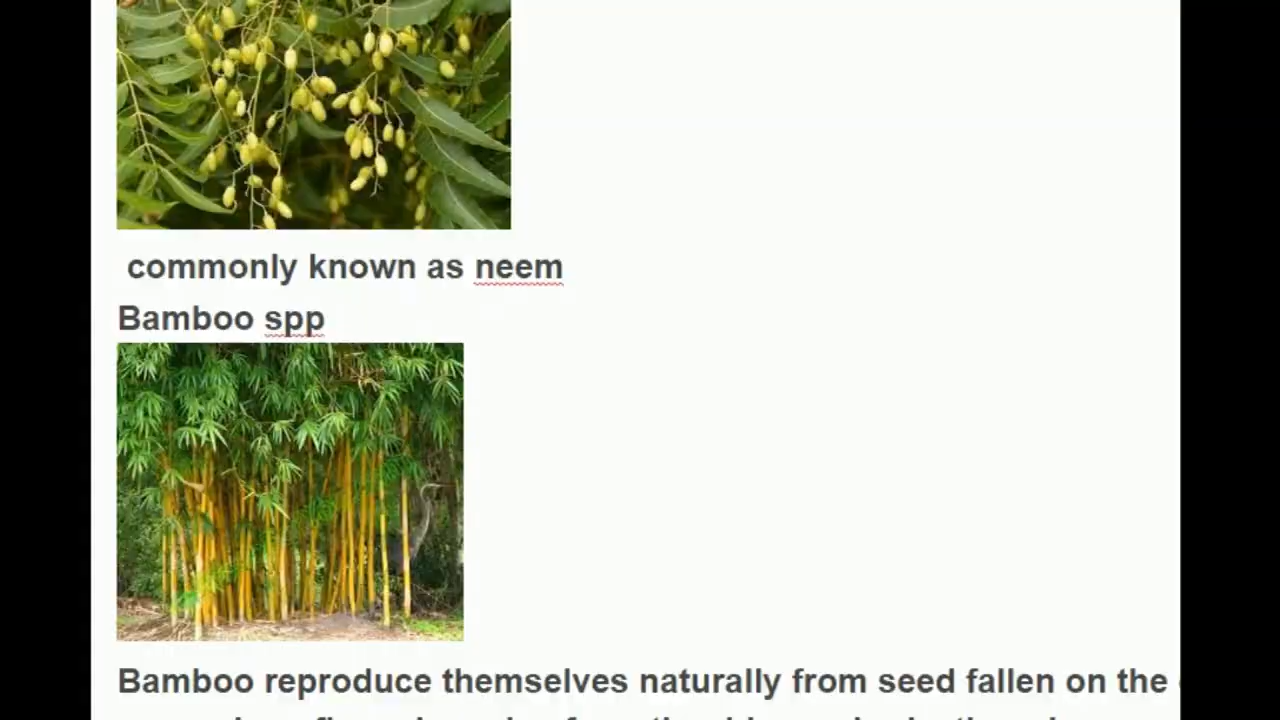 commonly known as neem
Bamboo spp
Bamboo reproduce themselves naturally from seed fallen on the